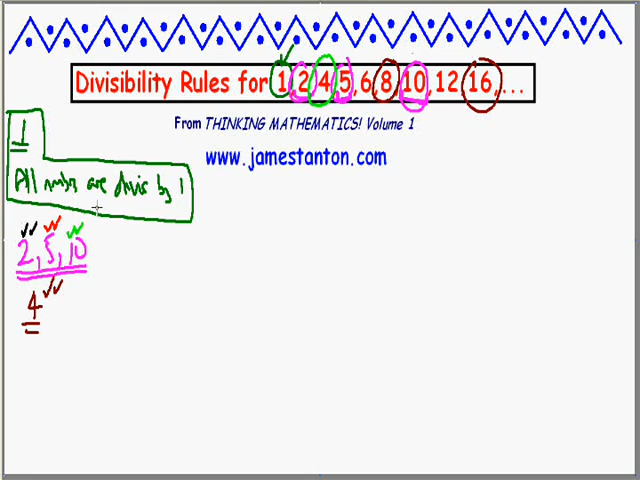 Divisibility Rules for 1,2,4,5,6,8,10,12,16,...
From THINKING MATHEMATICS! Volume 1
www.jamestanton.com
1
All are divis by 1
2,5,10
4